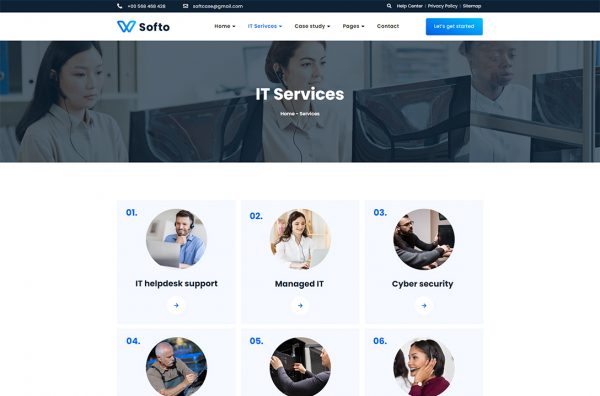 +00 568 468 428
softcase@gmail.com
Help Center | Privacy Policy | Sitemap
Softo
Home
IT Serivces
Case study
Pages
Contact
Let's get started
IT Services
Home - Services
01.
IT helpdesk support
02.
Managed IT
03.
Cyber security
04.
05.
06.